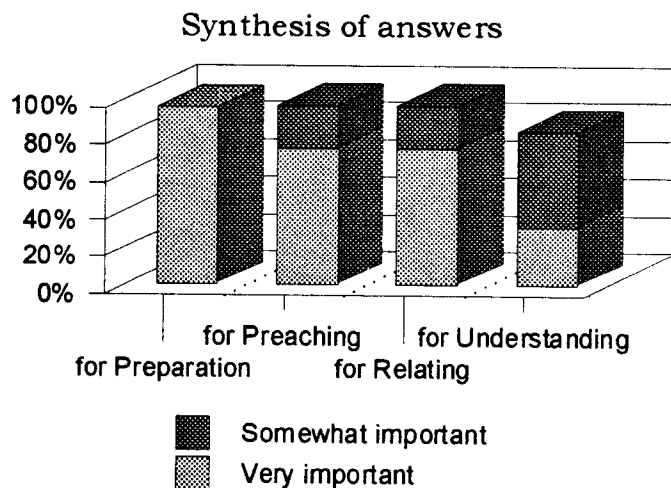 Synthesis of answers
100%
80%
60%
40%
20%
0%
for Preaching
for Understanding
for Preparation
for Relating
Somewhat important
Very important